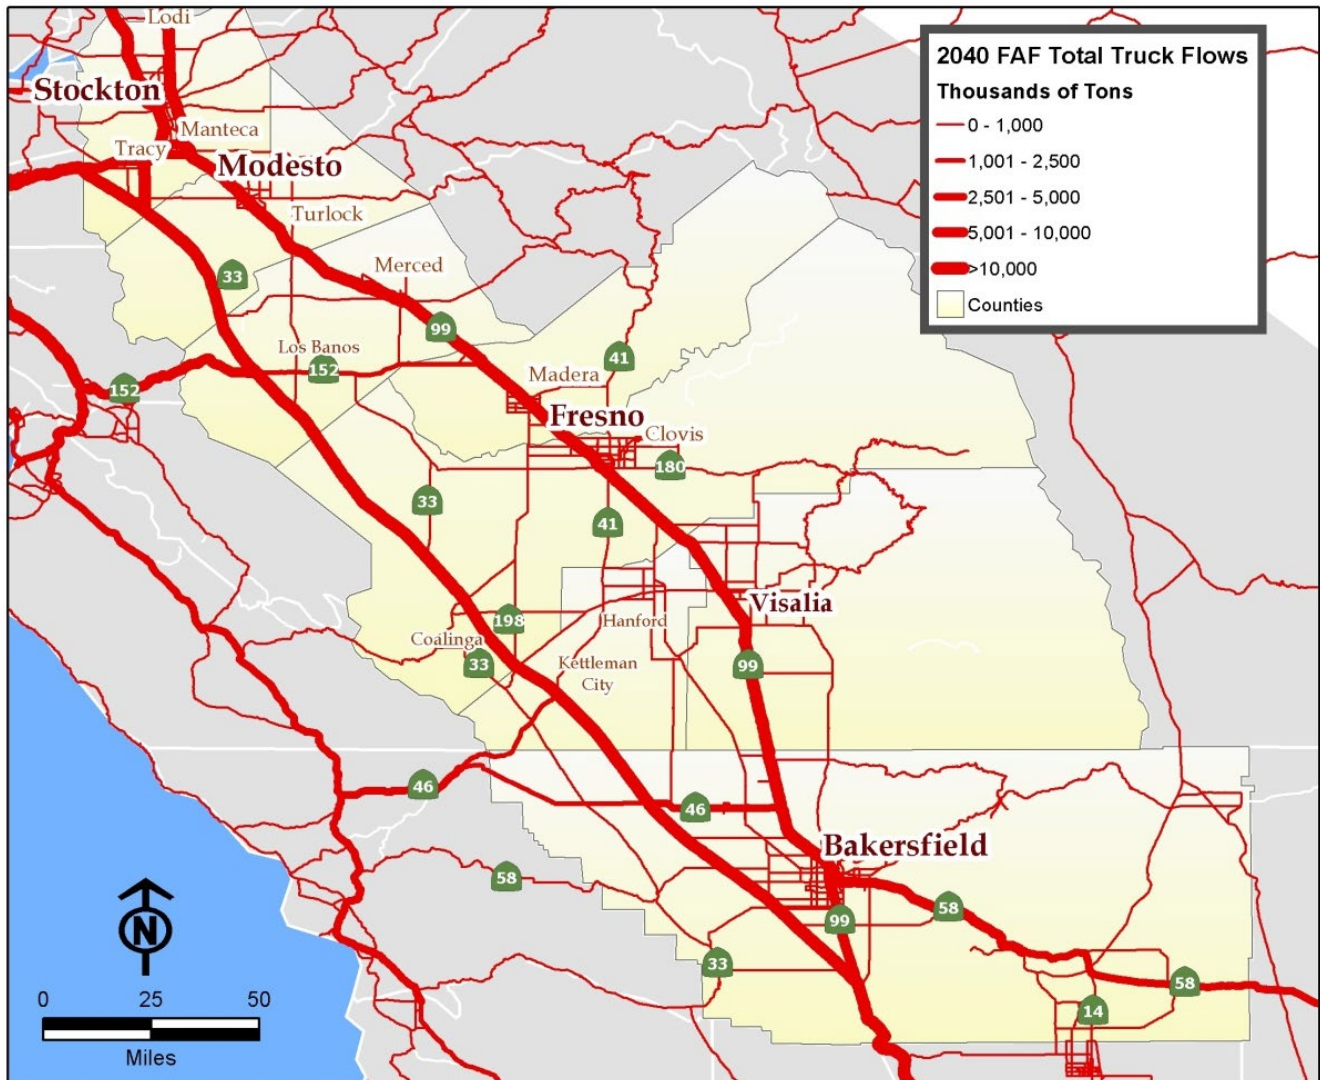 Lodi
Stockton
Manteca
Tracy
Modesto
Turlock
33
Merced
99
Los Banos
152
152
41
Madera
Fresno
Clovis
180
33
41
198
Hanford
Visalia
Coalinga
33
Kettleman
City
99
46
46
Bakersfield
58
58
99
33
58
14
2040 FAF Total Truck Flows
Thousands of Tons
0 - 1,000
1,001 - 2,500
2,501 - 5,000
5,001 - 10,000
>10,000
Counties
N
0 25 50
Miles